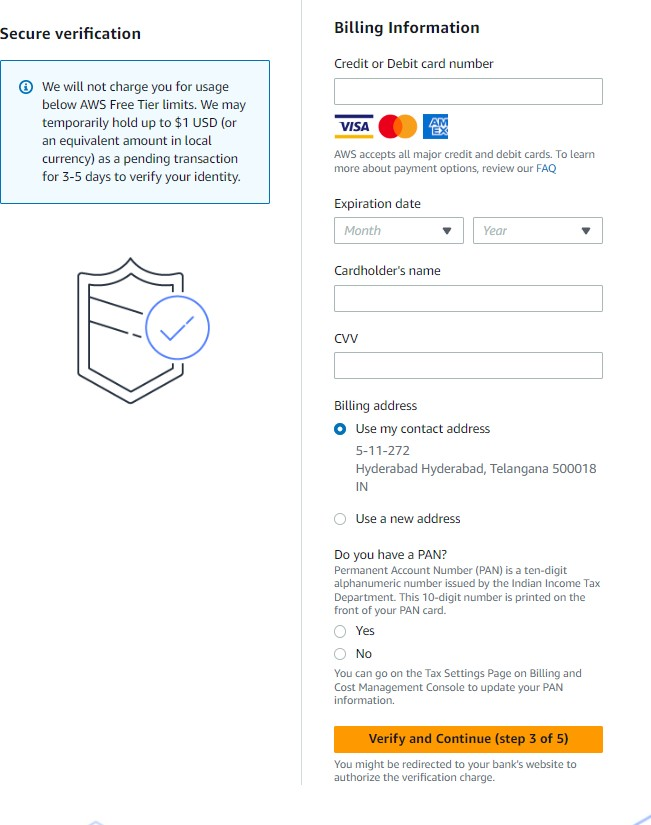 Secure verification
We will not charge you for usage
below AWS Free Tier limits. We may
temporarily hold up to $1 USD (or
an equivalent amount in local
currency) as a pending transaction
for 3-5 days to verify your identity.
Billing Information
Credit or Debit card number
VISA
AM
EX
AWS accepts all major credit and debit cards. To learn
more about payment options, review our FAQ
Expiration date
Month
Year
Cardholder's name
CVV
Billing address
Use my contact address
5-11-272
Hyderabad Hyderabad, Telangana 500018
IN
Use a new address
Do you have a PAN?
Permanent Account Number (PAN) is a ten-digit
alphanumeric number issued by the Indian Income Tax
Department. This 10-digit number is printed on the
front of your PAN card.
Yes
No
You can go on the Tax Settings Page on Billing and
Cost Management Console to update your PAN
information.
Verify and Continue (step 3 of 5)
You might be redirected to your bank's website to
authorize the verification charge.